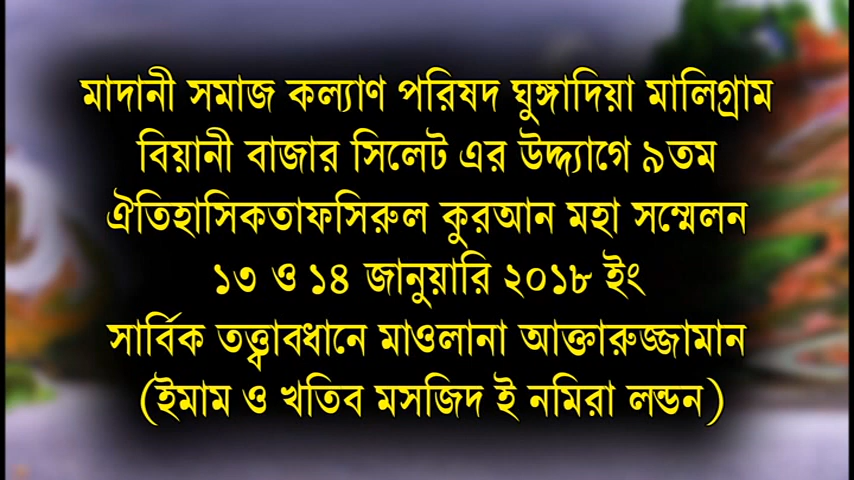 মাদানী সমাজ কল্যাণ পরিষদ ঘুঙ্গাদিয়া মালিগ্রাম
বিয়ানী বাজার সিলেট এর উদ্দ্যাগে ৯তম
ঐতিহাসিকতাফসিরুল কুরআন মহা সম্মেলন
১৩ ও ১৪ জানুয়ারি ২০১৮ ইং
সার্বিক তত্ত্বাবধানে মাওলানা আক্তারুজ্জামান
(ইমাম ও খতিব মসজিদ ই নমিরা লন্ডন)